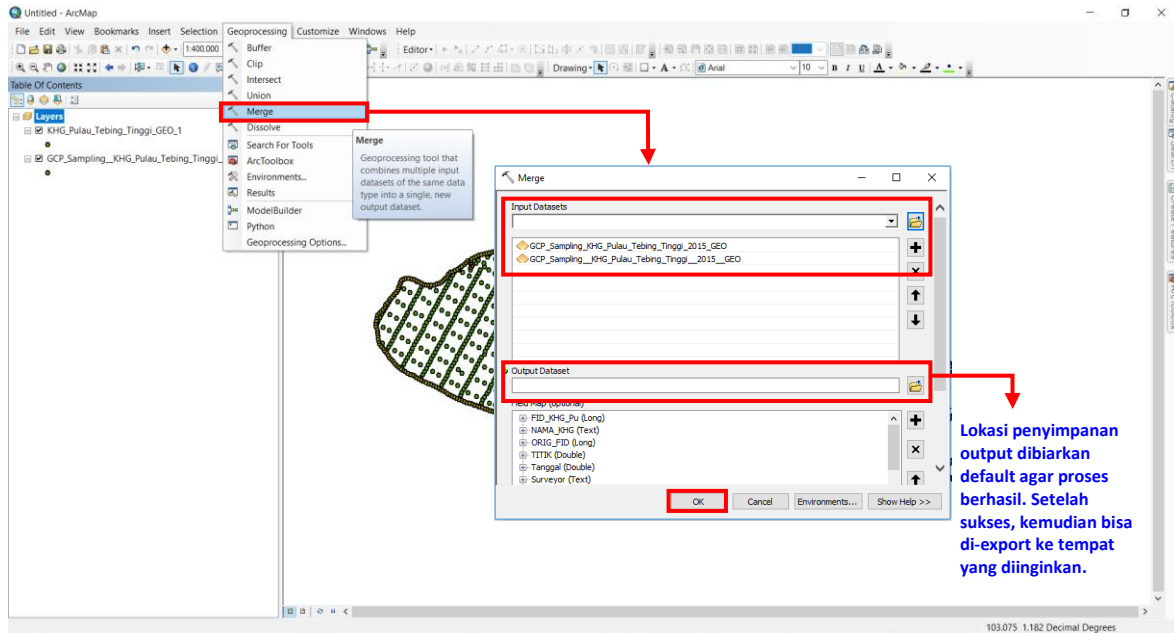 Untitled - ArcMap
File Edit View Bookmarks Insert Selection Geoprocessing Customize Windows Help
1:400.000
Editor
Drawing
Arial
10
B I U A
Table Of Contents
Layers
KHG_Pulau_Tebing_Tinggi_GEO_1
GCP_Sampling__KHG_Pulau_Tebing_Tinggi_
Buffer
Clip
Intersect
Union
Merge
Dissolve
Search For Tools
ArcToolbox
Environments...
Results
ModelBuilder
Python
Geoprocessing Options...
Merge
Geoprocessing tool that
combines multiple input
datasets of the same data
type into a single, new
output dataset.
Merge
Input Datasets
GCP_Sampling_KHG_Pulau_Tebing_Tinggi_2015_GEO
GCP_Sampling__KHG_Pulau_Tebing_Tinggi__2015__GEO
Output Dataset
Field Map (optional)
FID_KHG_Pu (Long)
NAMA_KHG (Text)
ORIG_FID (Long)
TITIK (Double)
Tanggal (Double)
Surveyor (Text)
OK Cancel Environments... Show Help >>
Lokasi penyimpanan
output dibiarkan
default agar proses
berhasil. Setelah
sukses, kemudian bisa
di-export ke tempat
yang diinginkan.
103.075 1.182 Decimal Degrees